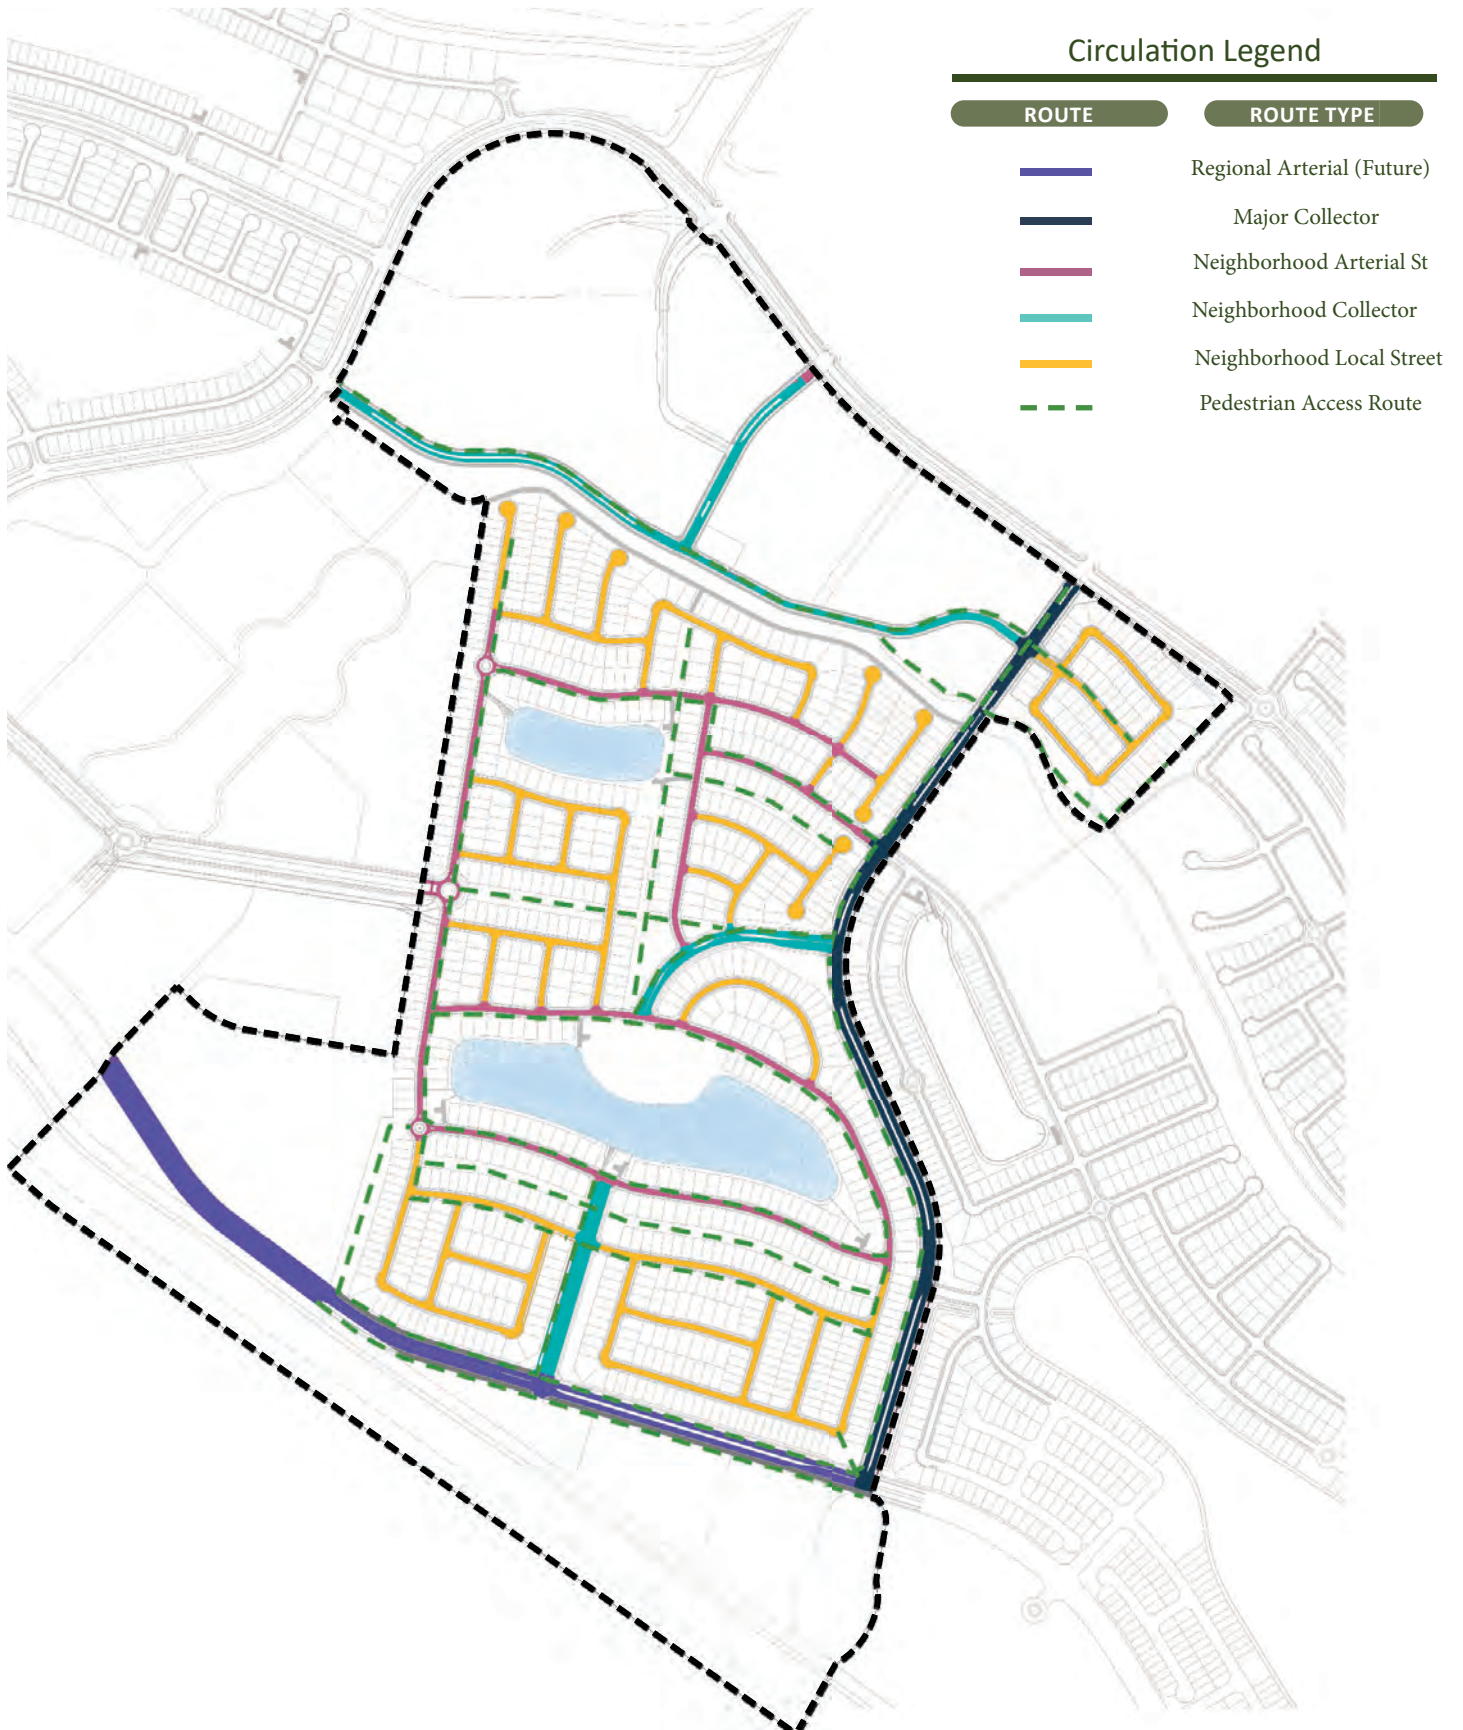 Circulation Legend
ROUTE ROUTE TYPE
Regional Arterial (Future)
Major Collector
Neighborhood Arterial St
Neighborhood Collector
Neighborhood Local Street
Pedestrian Access Route